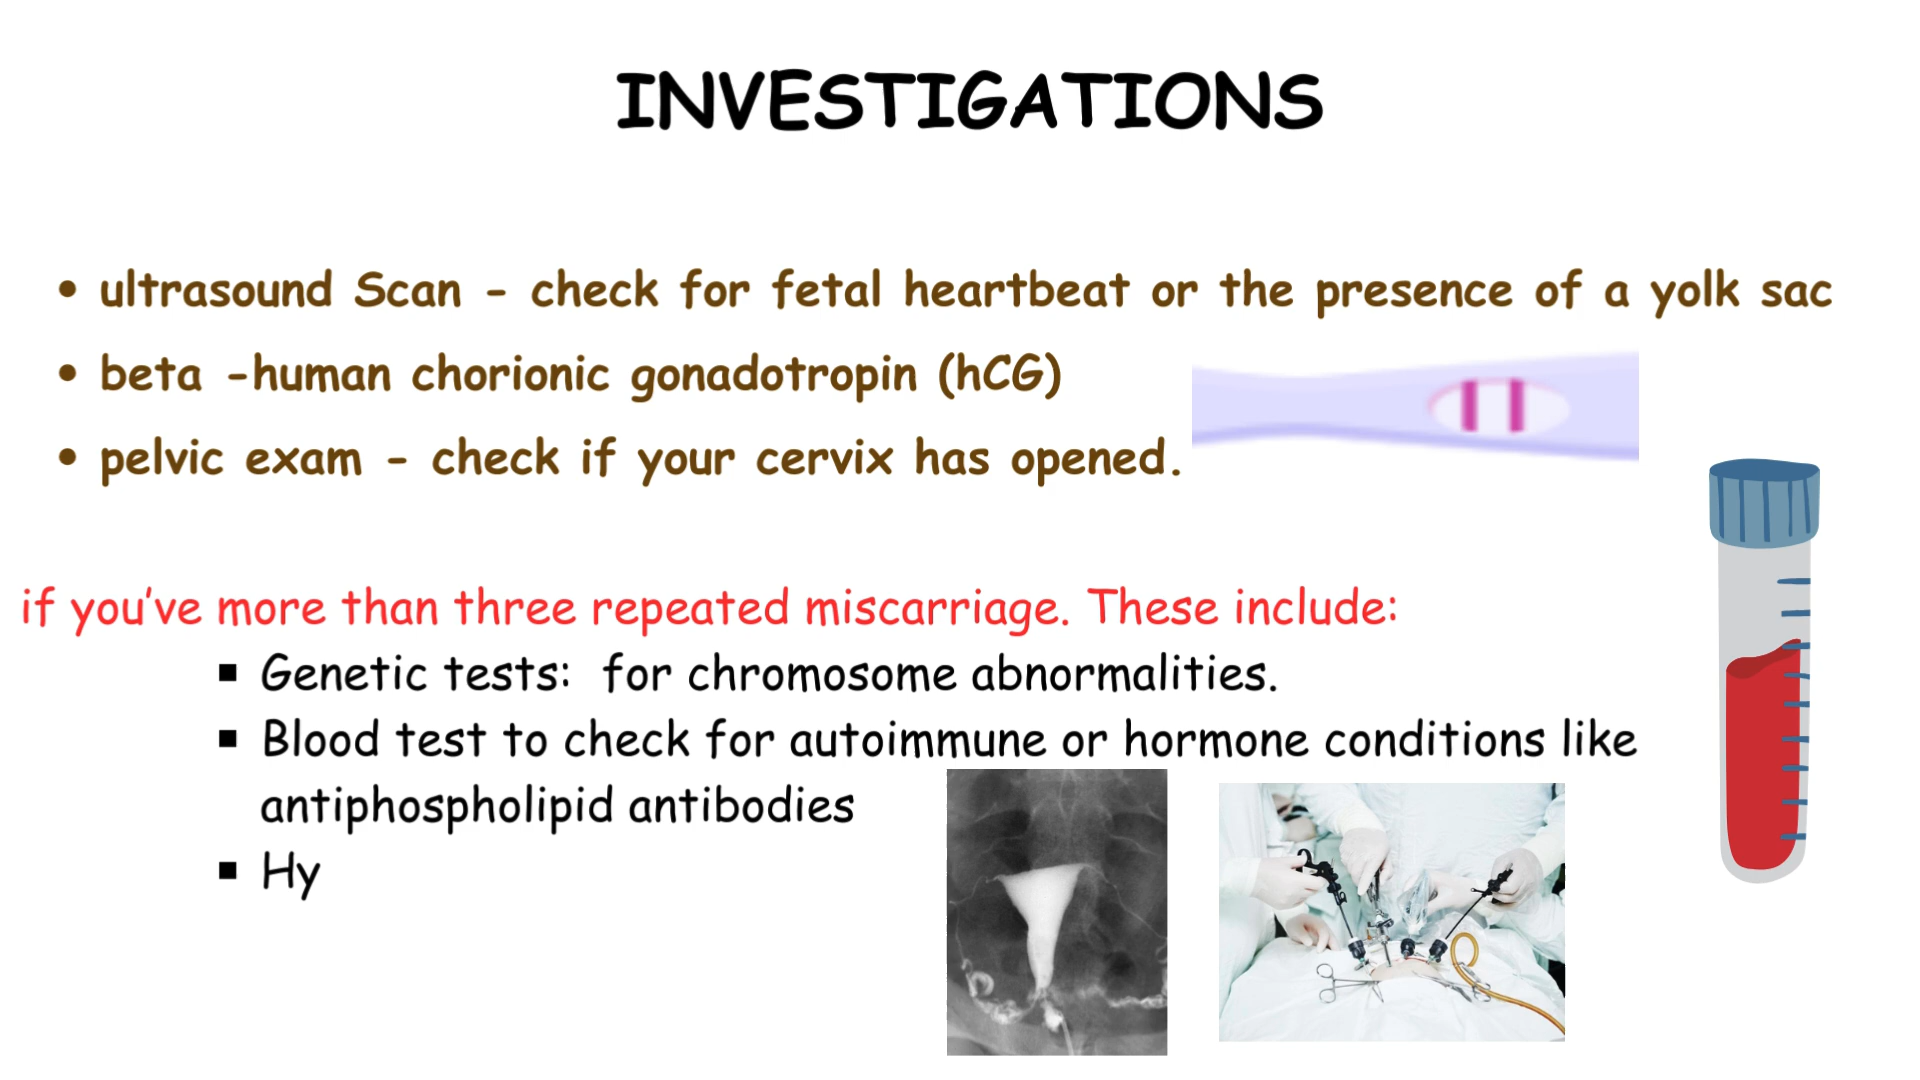 INVESTIGATIONS
• ultrasound Scan - check for fetal heartbeat or the presence of a yolk sac
• beta -human chorionic gonadotropin (hCG)
• pelvic exam - check if your cervix has opened.
if you've more than three repeated miscarriage. These include:
▪ Genetic tests: for chromosome abnormalities.
▪ Blood test to check for autoimmune or hormone conditions like
antiphospholipid antibodies
▪ Hy